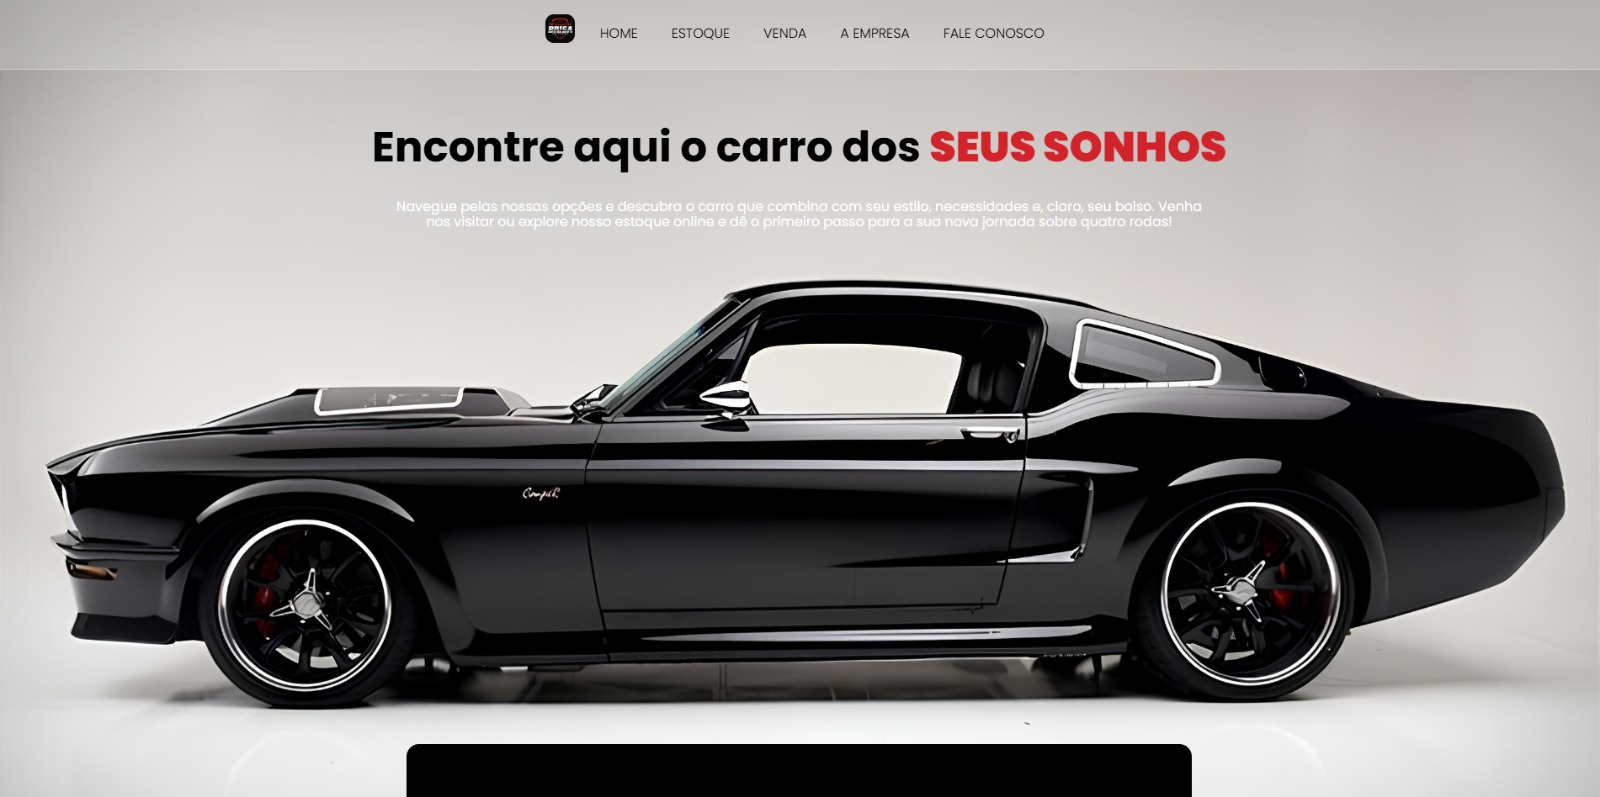 BRISA
HOME ESTOQUE VENDA A EMPRESA FALE CONOSCO
Encontre aqui o carro dos SEUS SONHOS
Navegue pelas nossas opções e descubra o carro que combina com seu estilo, necessidades e, claro, seu bolso. Venha
nos visitar ou explore nosso estoque online e dê o primeiro passo para a sua nova jornada sobre quatro rodas!